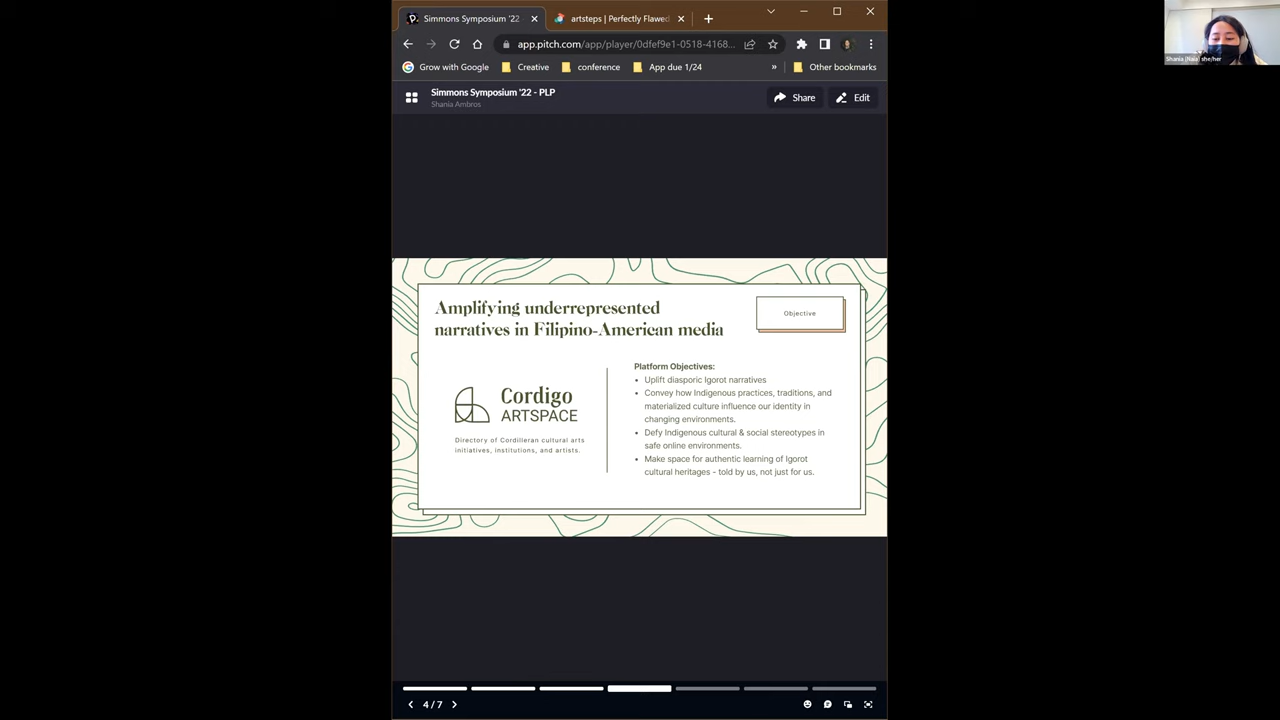 Simmons Symposium '22
artsteps | Perfectly Flawed
app.pitch.com/app/player/0dfef9e1-0518-4168...
Grow with Google
Creative
conference
App due 1/24
»
Other bookmarks
Simmons Symposium '22 - PLP
Shania Ambros
Share
Edit
Shania (Naia) she/her
Amplifying underrepresented
narratives in Filipino-American media
Objective
Cordigo
ARTSPACE
Directory of Cordilleran cultural arts
initiatives, institutions, and artists.
Platform Objectives:
• Uplift diasporic Igorot narratives
• Convey how Indigenous practices, traditions, and
materialized culture influence our identity in
changing environments.
• Defy Indigenous cultural & social stereotypes in
safe online environments.
• Make space for authentic learning of Igorot
cultural heritages - told by us, not just for us.
4 / 7